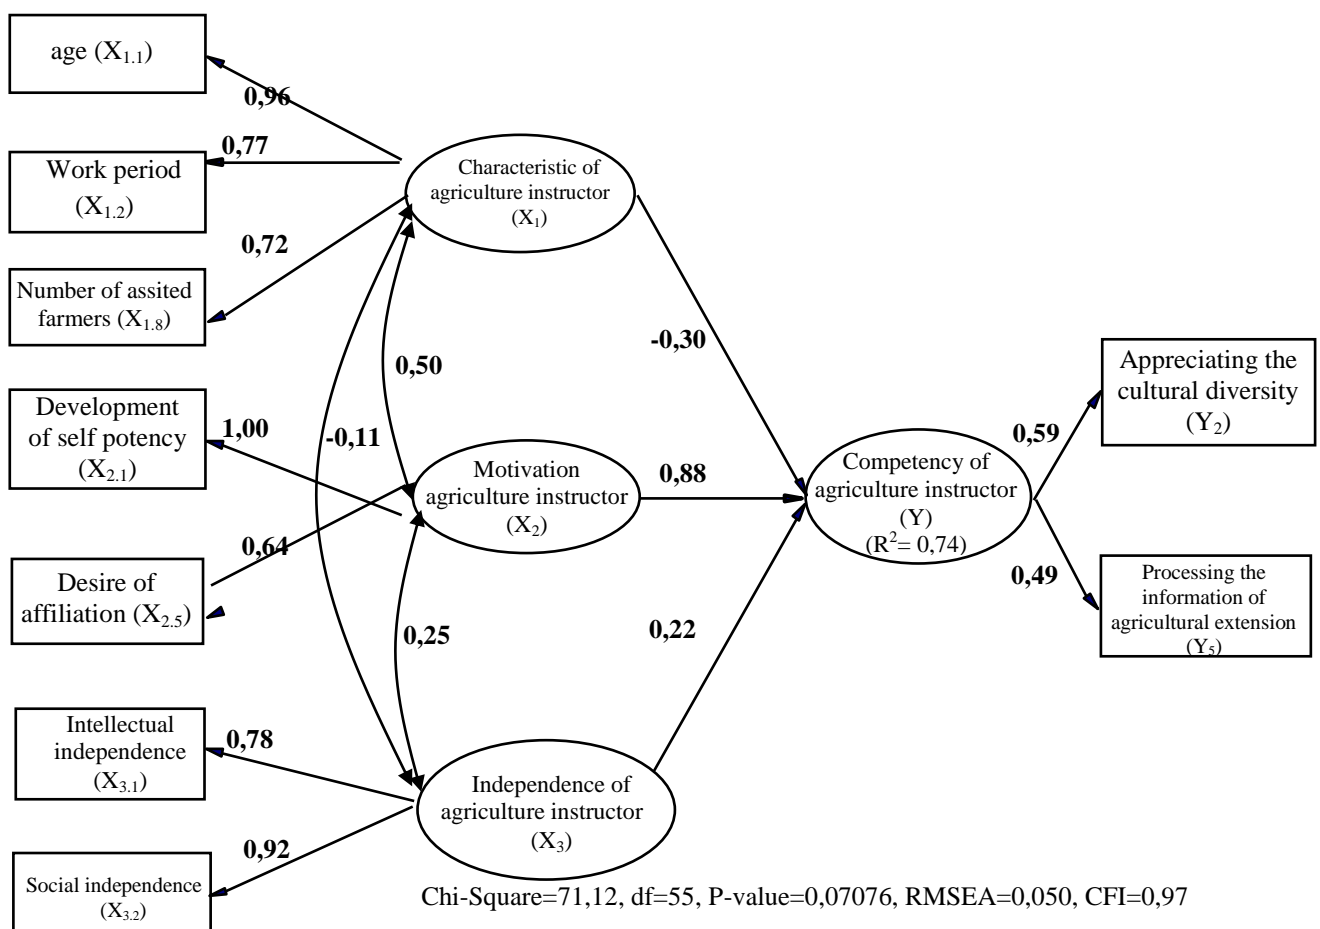 age (X1.1)
0,96
0,77
Work period
(X1.2)
0,72
Number of assited
farmers (X1.8)
Development
of self potency
(X2.1)
1,00
0,64
Desire of
affiliation (X2.5)
Intellectual
independence
(X3.1)
0,78
0,92
Social independence
(X3.2)
Characteristic of
agriculture instructor
(X1)
0,50
-0,11
Motivation
agriculture instructor
(X2)
0,25
Independence of
agriculture instructor
(X3)
-0,30
0,88
0,22
Competency of
agriculture instructor
(Y)
(R2= 0,74)
0,59
0,49
Appreciating the
cultural diversity
(Y2)
Processing the
information of
agricultural extension
(Y5)
Chi-Square=71,12, df=55, P-value=0,07076, RMSEA=0,050, CFI=0,97